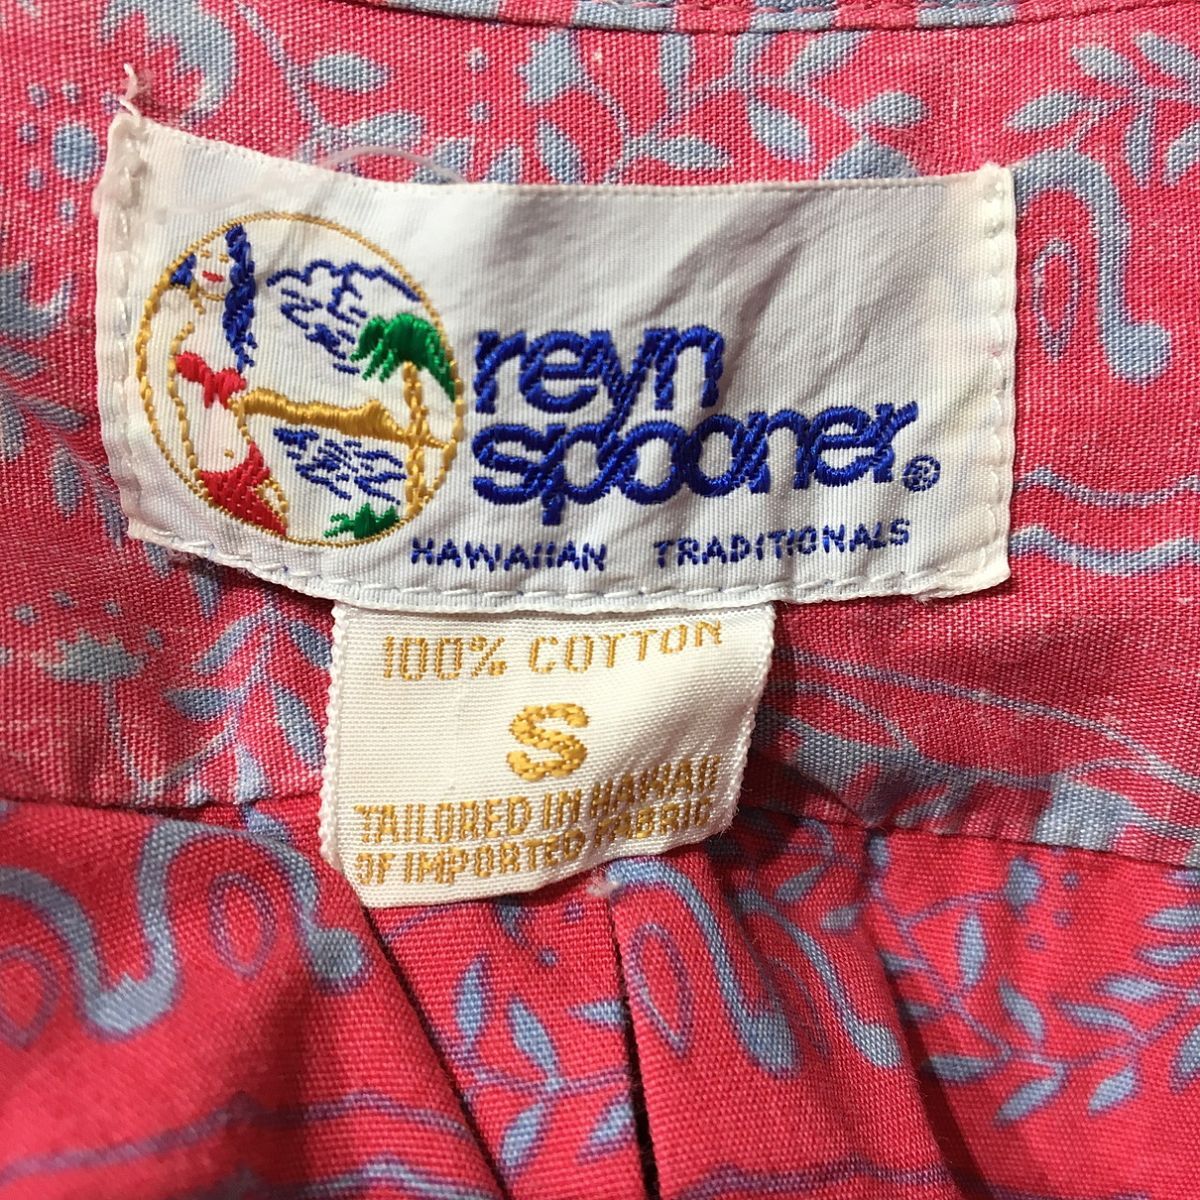 reyn
spooner®
HAWAIIAN TRADITIONALS
100% COTTON
S
TAILORED IN HAWAII
OF IMPORTED FABRIC